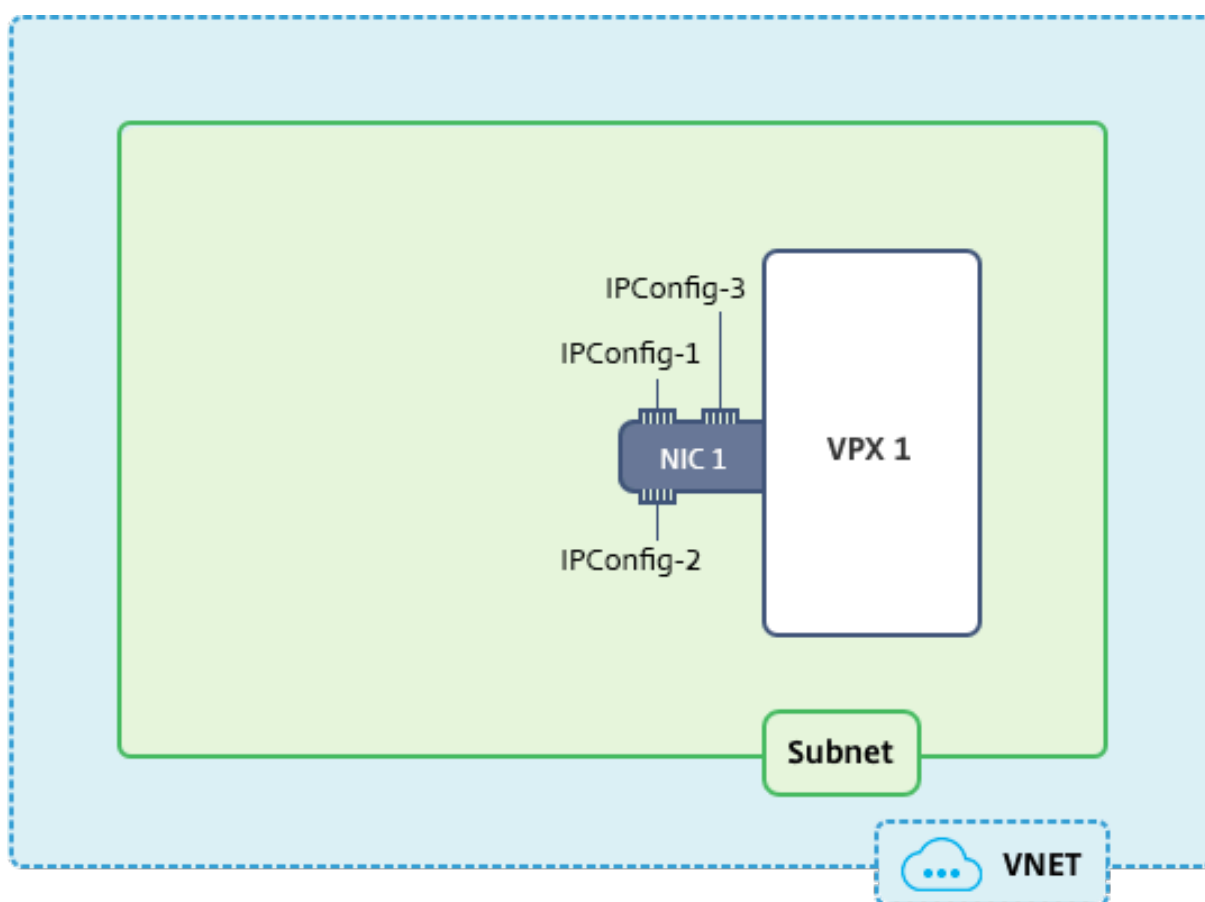 IPConfig-3
IPConfig-1
NIC 1
VPX 1
IPConfig-2
Subnet
VNET